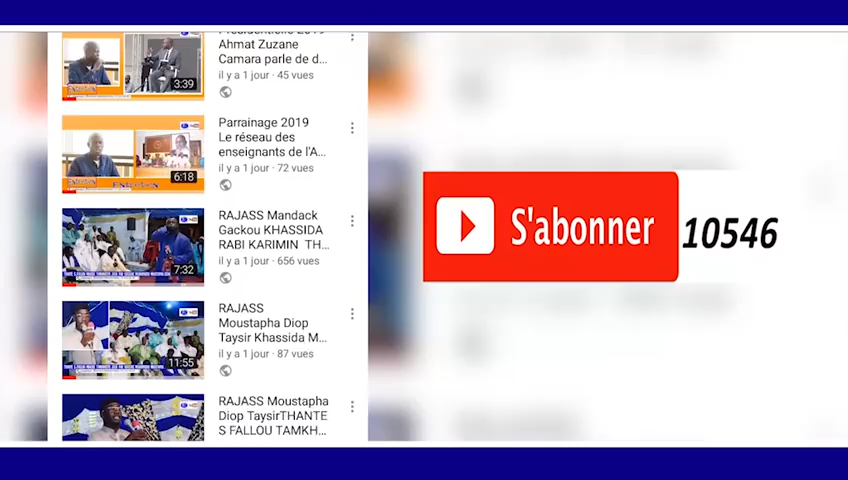 Présidentielle 2019
Ahmat Zuzane
Camara parle de d...
il y a 1 jour · 45 vues
3:39
Parrainage 2019
Le réseau des
enseignants de l'A...
il y a 1 jour · 72 vues
6:18
RAJASS Mandack
Gackou KHASSIDA
RABI KARIMIN TH...
il y a 1 jour · 656 vues
7:32
RAJASS
Moustapha Diop
Taysir Khassida M...
il y a 1 jour · 87 vues
11:55
RAJASS Moustapha
Diop TaysirTHANTE
S FALLOU TAMKH...
S'abonner
10546